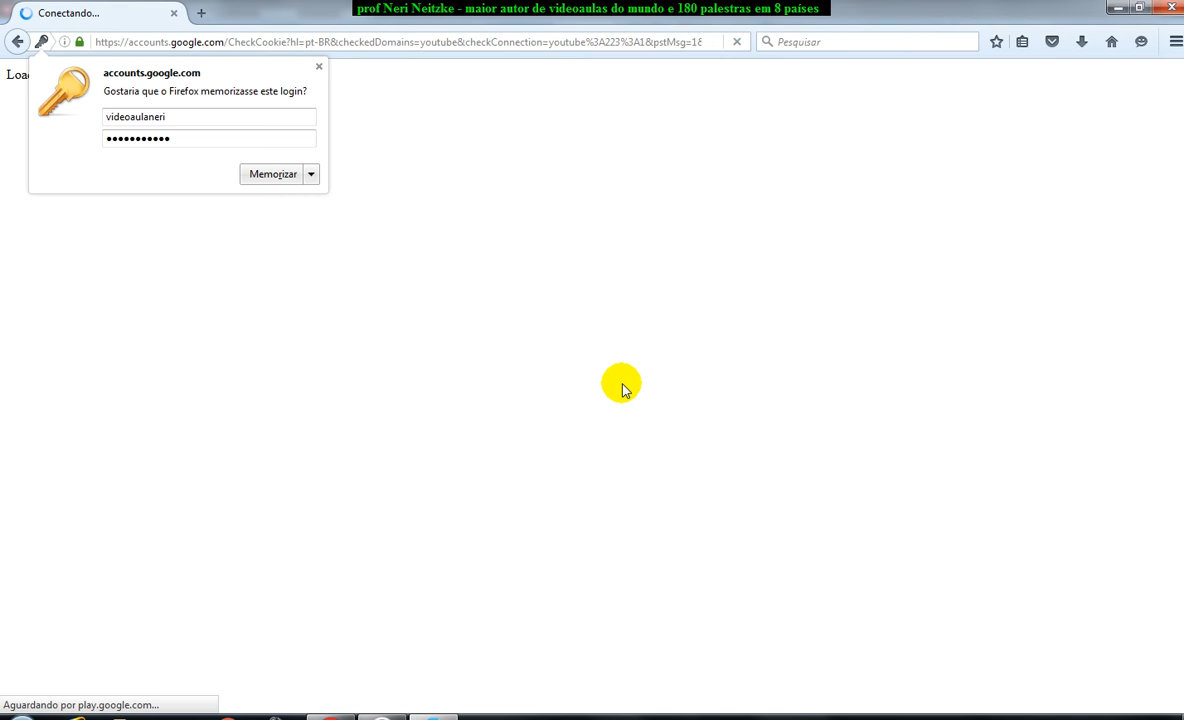 Conectando...
prof Neri Neitzke - maior autor de videoaulas do mundo e 180 palestras em 8 países
https://accounts.google.com/CheckCookie?hl=pt-BR&checkedDomains=youtube&checkConnection=youtube%3A223%3A1&pstMsg=1&
Pesquisar
Loa
accounts.google.com
Gostaria que o Firefox memorizasse este login?
videoaulaneri
•••••••••••
Memorizar
Aguardando por play.google.com...